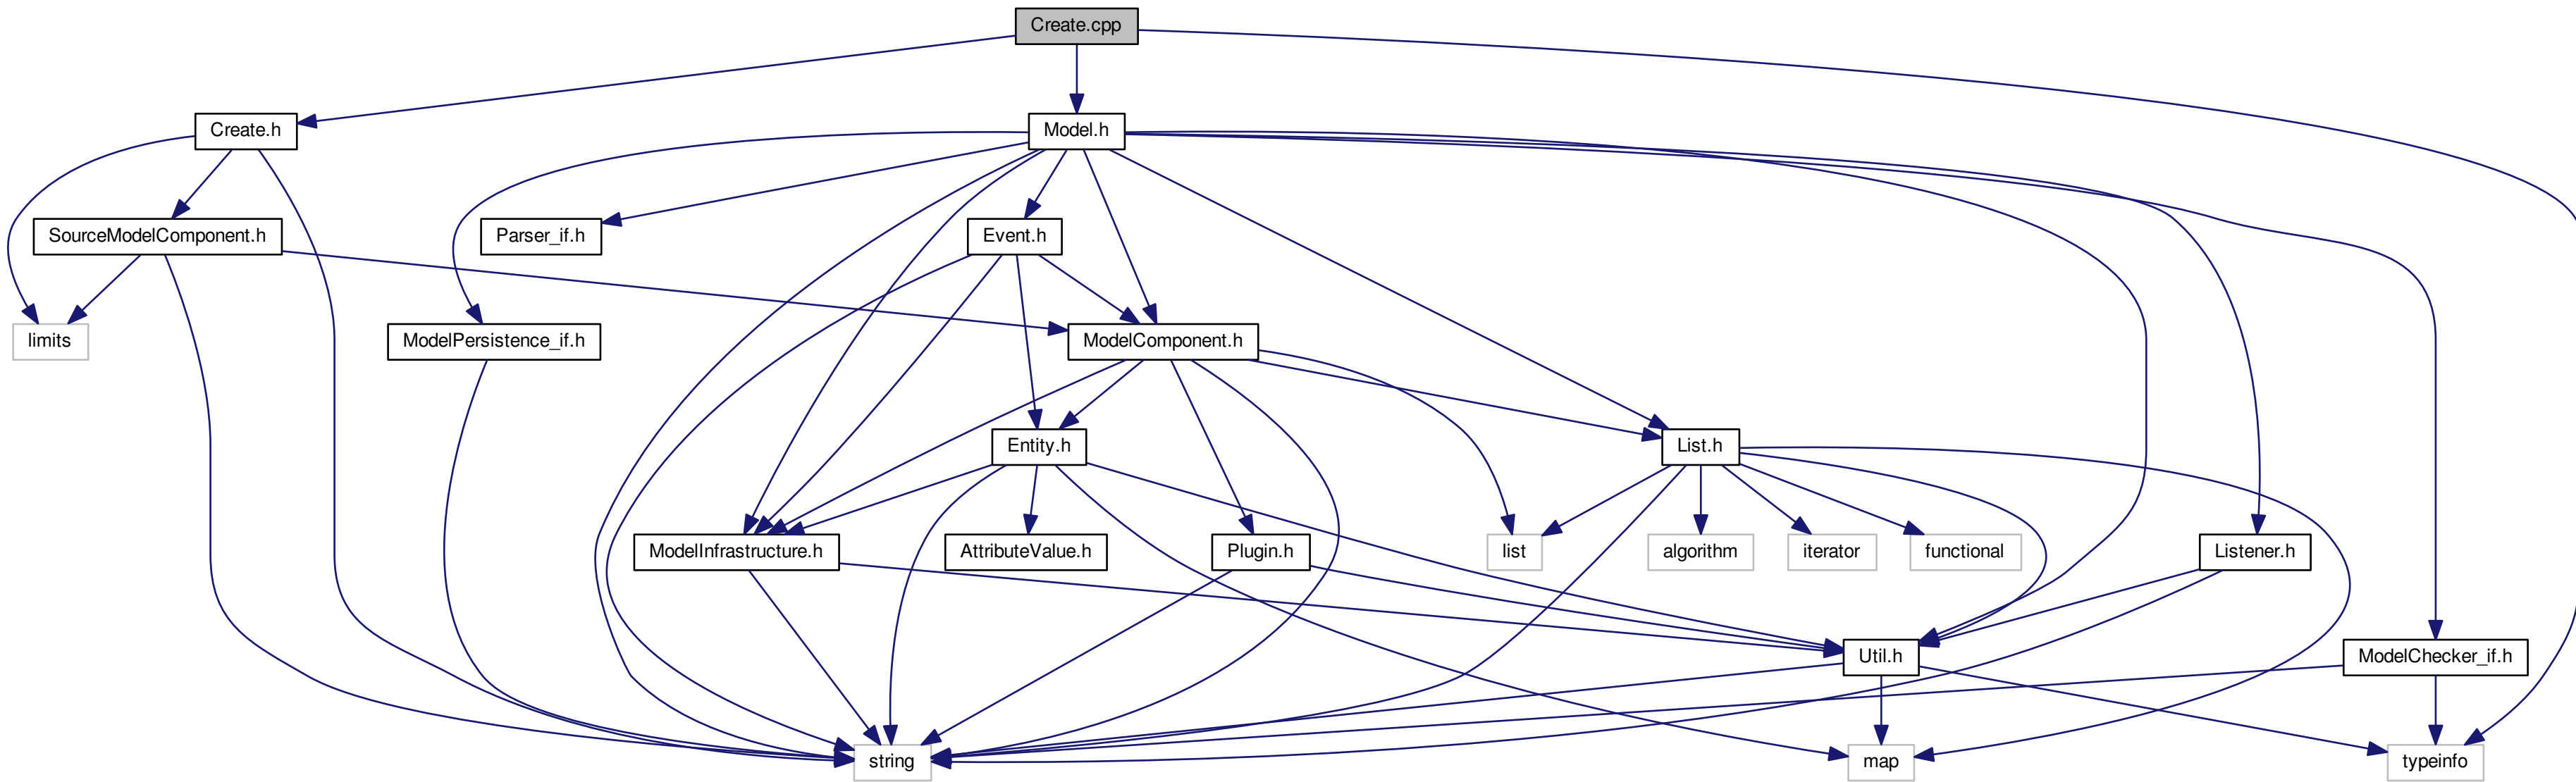 Create.cpp
Create.h
Model.h
SourceModelComponent.h
Parser_if.h
Event.h
limits
ModelPersistence_if.h
ModelComponent.h
Entity.h
List.h
ModelInfrastructure.h
AttributeValue.h
Plugin.h
list
algorithm
iterator
functional
Listener.h
Util.h
ModelChecker_if.h
string
map
typeinfo